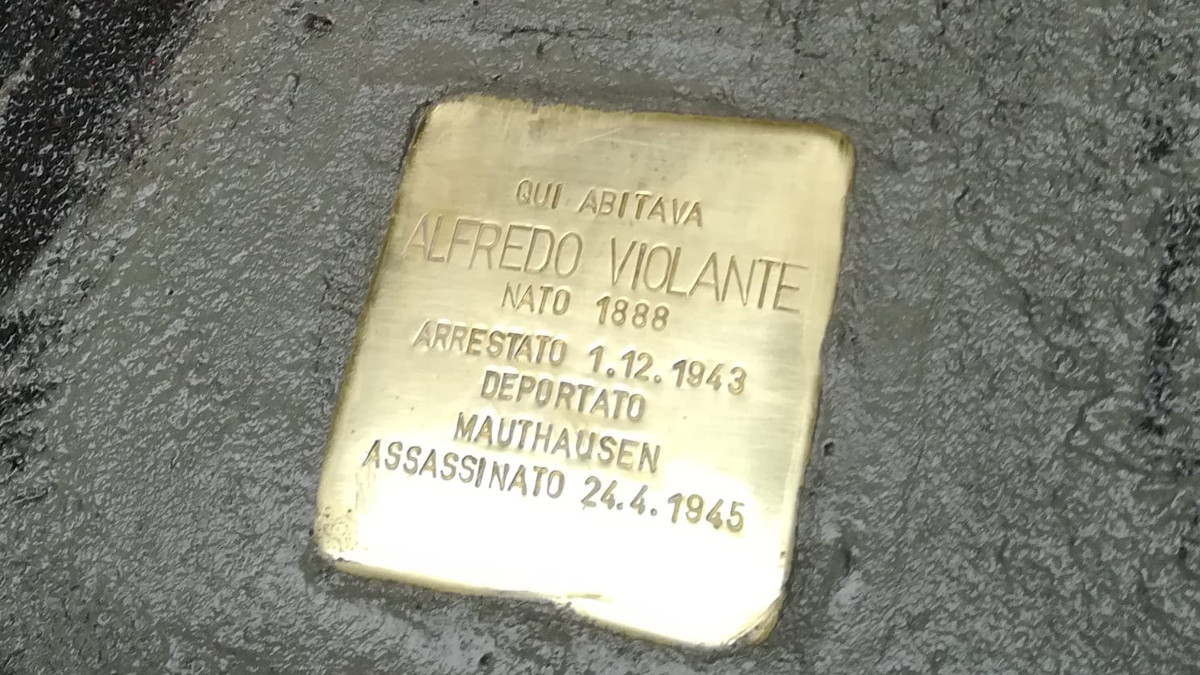 QUI ABITAVA
ALFREDO VIOLANTE
NATO 1888
ARRESTATO 1.12.1943
DEPORTATO
MAUTHAUSEN
ASSASSINATO 24.4.1945